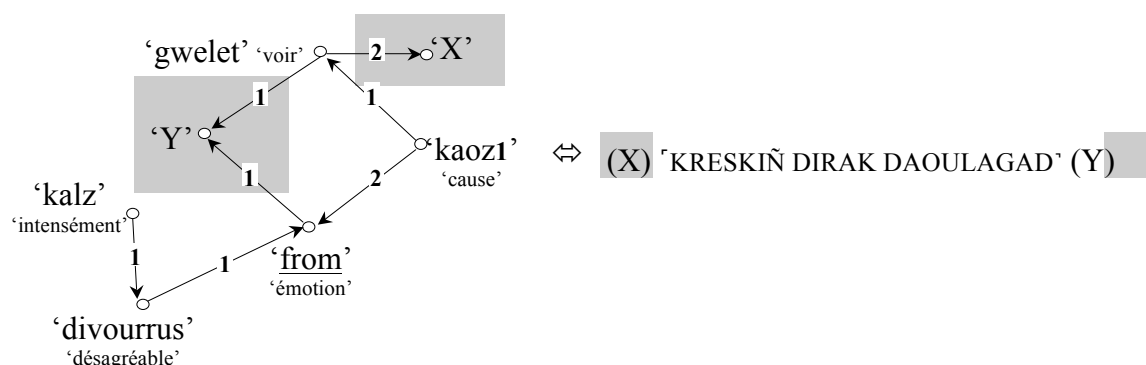 ‘gwelet’ ‘voir’ 2 ‘X’
1 1
‘Y’
‘kaoz1’ ⇔ (X) ⌜KRESKIÑ DIRAK DAOULAGAD⌝ (Y)
‘cause’
1 2
‘kalz’
‘intensément’
1 1
‘from’
‘émotion’
‘divourrus’
‘désagréable’